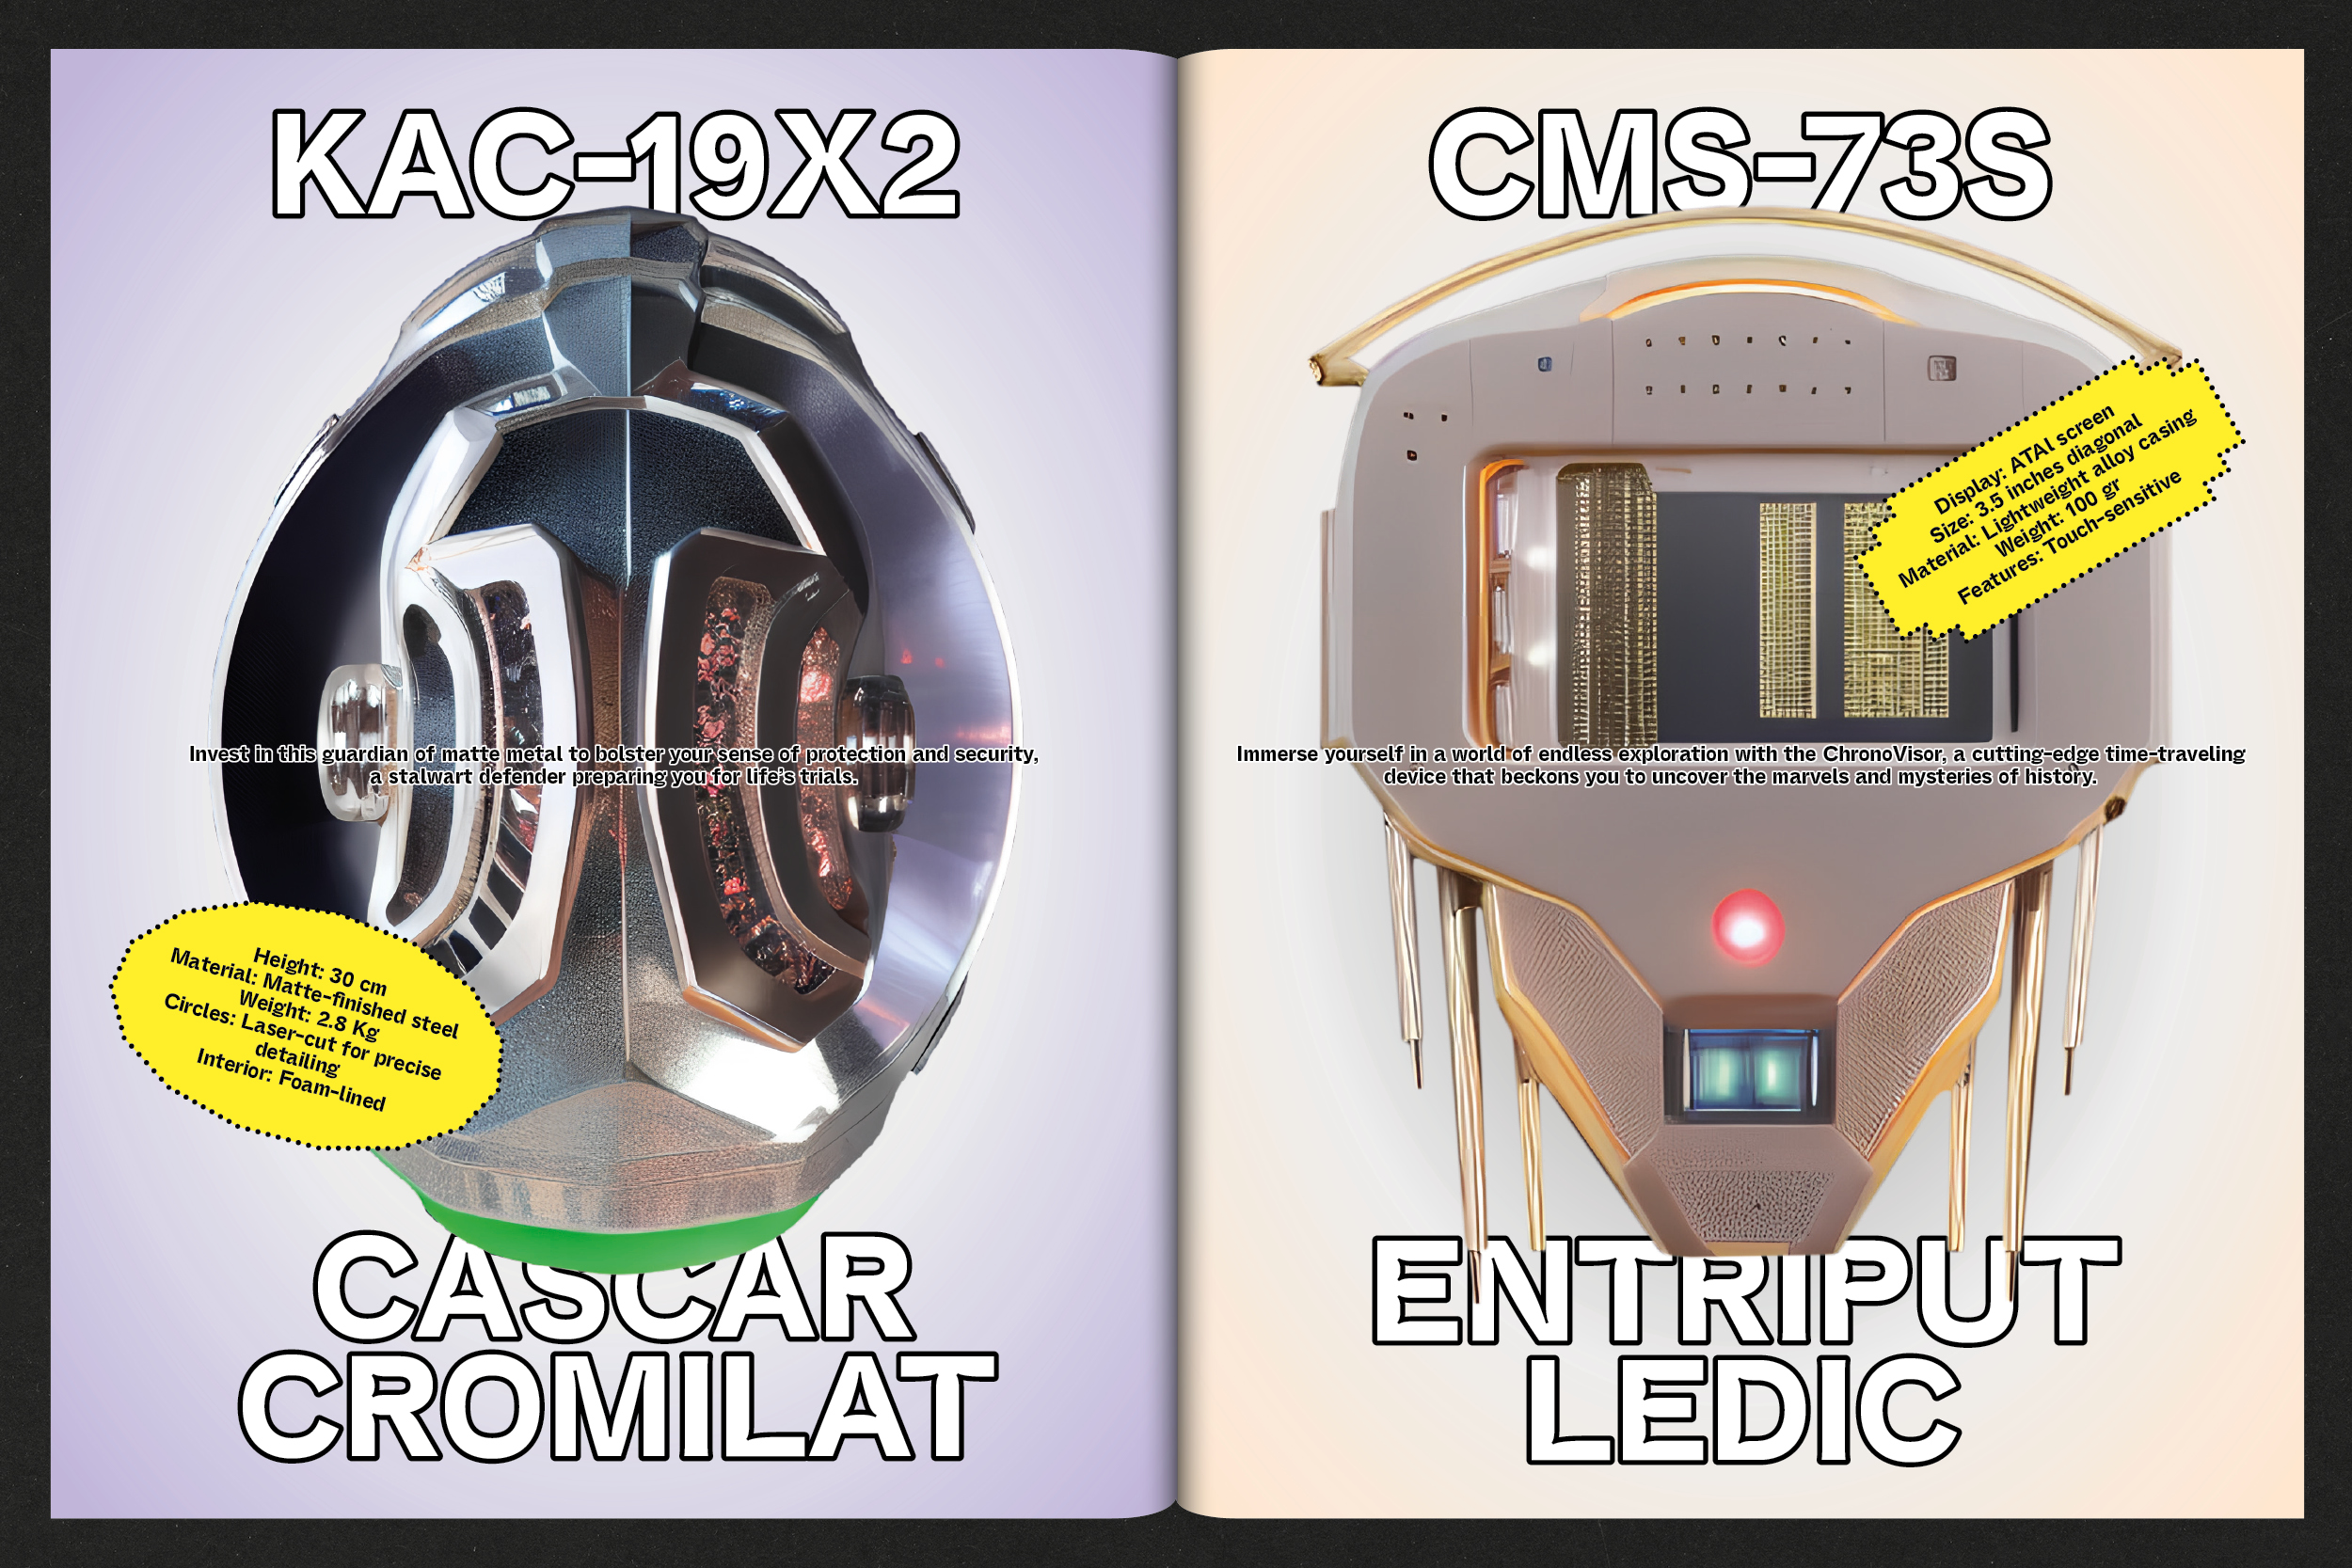 KAC-19X2
Invest in this guardian of matte metal to bolster your sense of protection and security,
a stalwart defender preparing you for life's trials.
Height: 30 cm
Material: Matte-finished steel
Weight: 2.8 Kg
Circles: Laser-cut for precise
detailing
Interior: Foam-lined
CASCAR
CROMILAT
CMS-73S
Display: ATAI screen
Size: 3.5 inches diagonal
Material: Lightweight alloy casing
Weight: 100 gr
Features: Touch-sensitive
Immerse yourself in a world of endless exploration with the ChronoVisor, a cutting-edge time-traveling
device that beckons you to uncover the marvels and mysteries of history.
ENTRIPUT
LEDIC